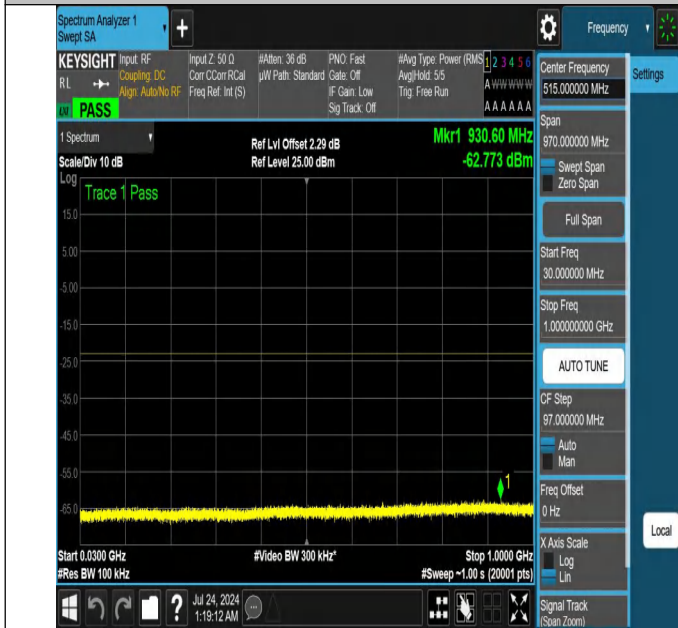 Spectrum Analyzer 1
Swept SA
+
Frequency
KEYSIGHT
Input: RF
Coupling: DC
Align: Auto/No RF
Input Z: 50 Ω
Corr CCorr RCal
Freq Ref: Int (S)
#Atten: 36 dB
µW Path: Standard
PNO: Fast
Gate: Off
IF Gain: Low
Sig Track: Off
#Avg Type: Power (RMS
Avg|Hold: 5/5
Trig: Free Run
1 2 3 4 5 6
A W W W W W
A A A A A A
RL
LXI
PASS
1 Spectrum
Scale/Div 10 dB
Log
Ref Lvl Offset 2.29 dB
Ref Level 25.00 dBm
Mkr1 930.60 MHz
-62.773 dBm
Trace 1 Pass
15.0
5.00
-5.00
-15.0
-25.0
-35.0
-45.0
-55.0
-65.0
1
Start 0.0300 GHz
#Res BW 100 kHz
#Video BW 300 kHz*
Stop 1.0000 GHz
#Sweep ~1.00 s (20001 pts)
Jul 24, 2024
1:19:12 AM
?
Center Frequency
515.000000 MHz
Settings
Span
970.000000 MHz
Swept Span
Zero Span
Full Span
Start Freq
30.000000 MHz
Stop Freq
1.000000000 GHz
AUTO TUNE
CF Step
97.000000 MHz
Auto
Man
Freq Offset
0 Hz
X Axis Scale
Log
Lin
Local
Signal Track
(Span Zoom)